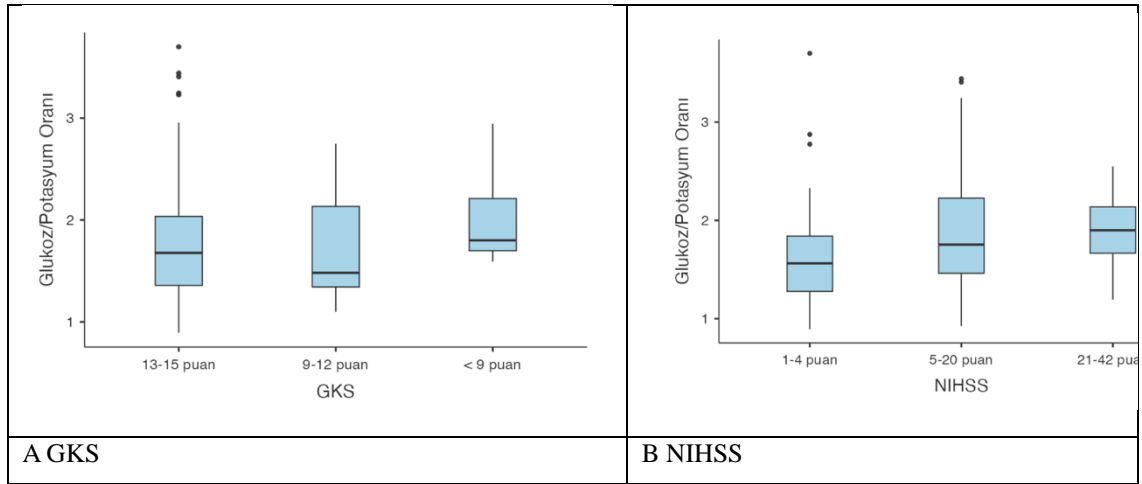 Glukoz/Potasyum Oranı
3
2
1
13-15 puan
9-12 puan
< 9 puan
GKS
Glukoz/Potasyum Oranı
3
2
1
1-4 puan
5-20 puan
21-42 pua
NIHSS
A GKS
B NIHSS